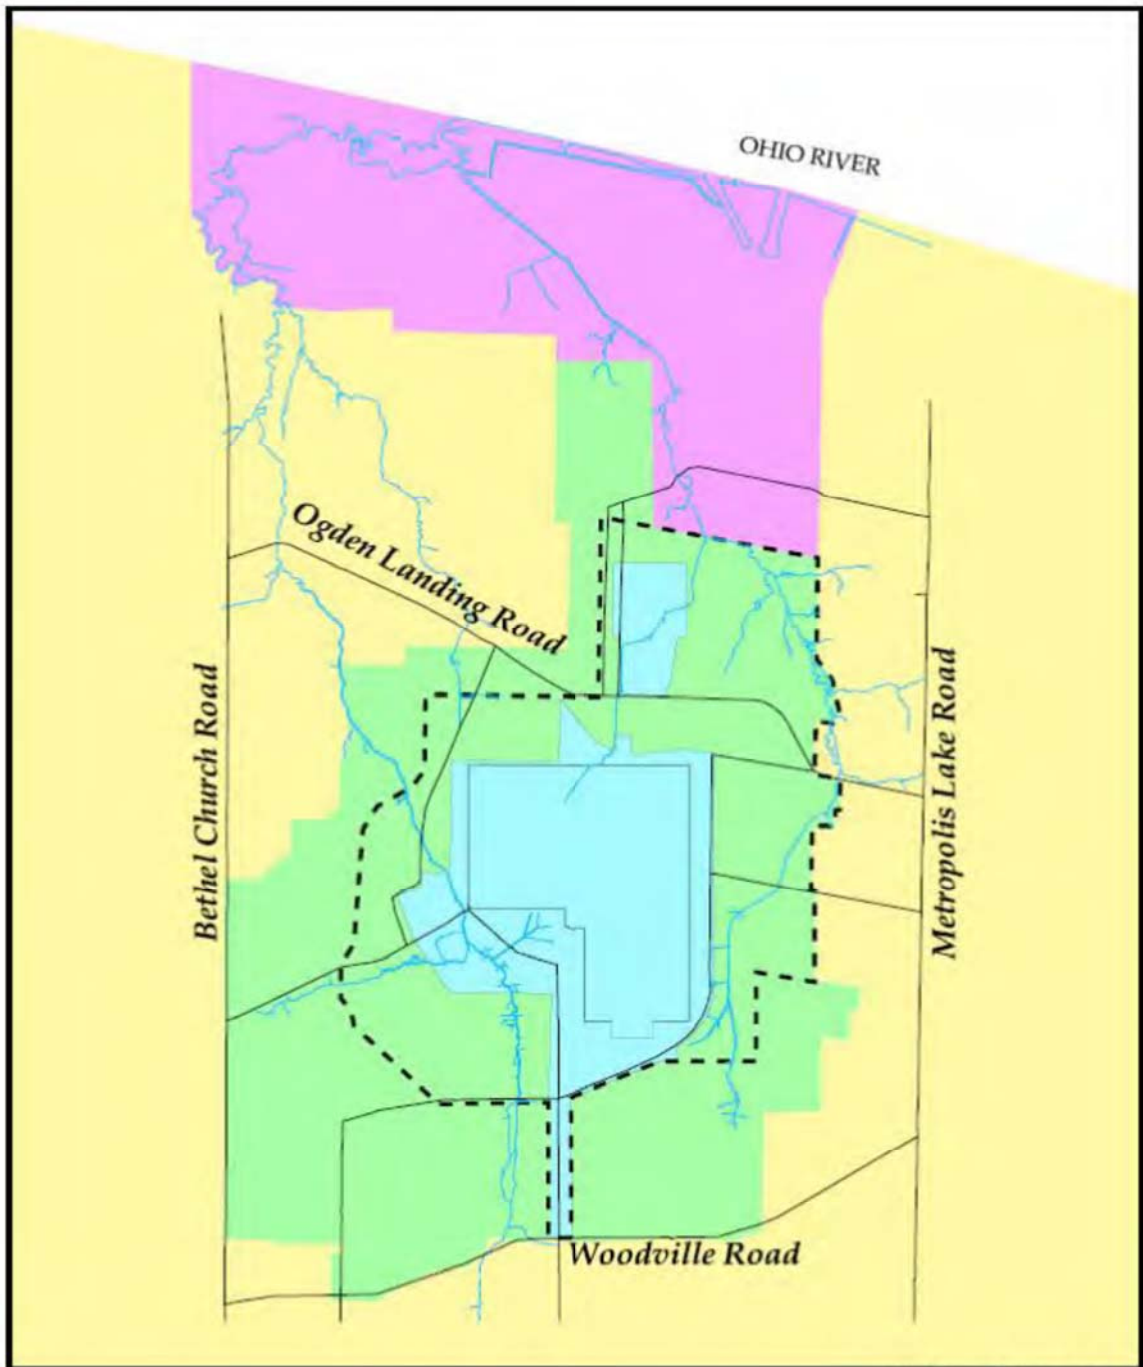 OHIO RIVER
Ogden Landing Road
Bethel Church Road
Metropolis Lake Road
Woodville Road